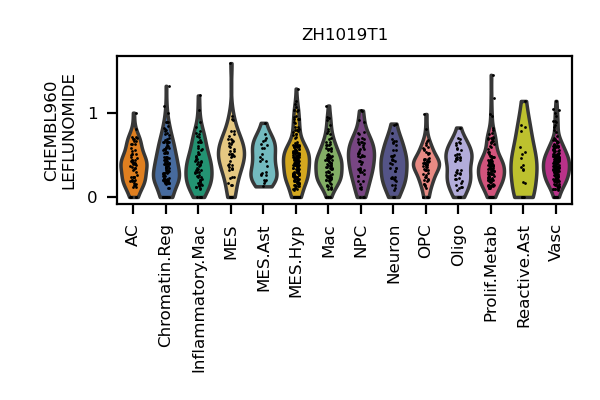 ZH1019T1
CHEMBL960
LEFLUNOMIDE
1
0
AC
Chromatin.Reg
Inflammatory.Mac
MES
MES.Ast
MES.Hyp
Mac
NPC
Neuron
OPC
Oligo
Prolif.Metab
Reactive.Ast
Vasc